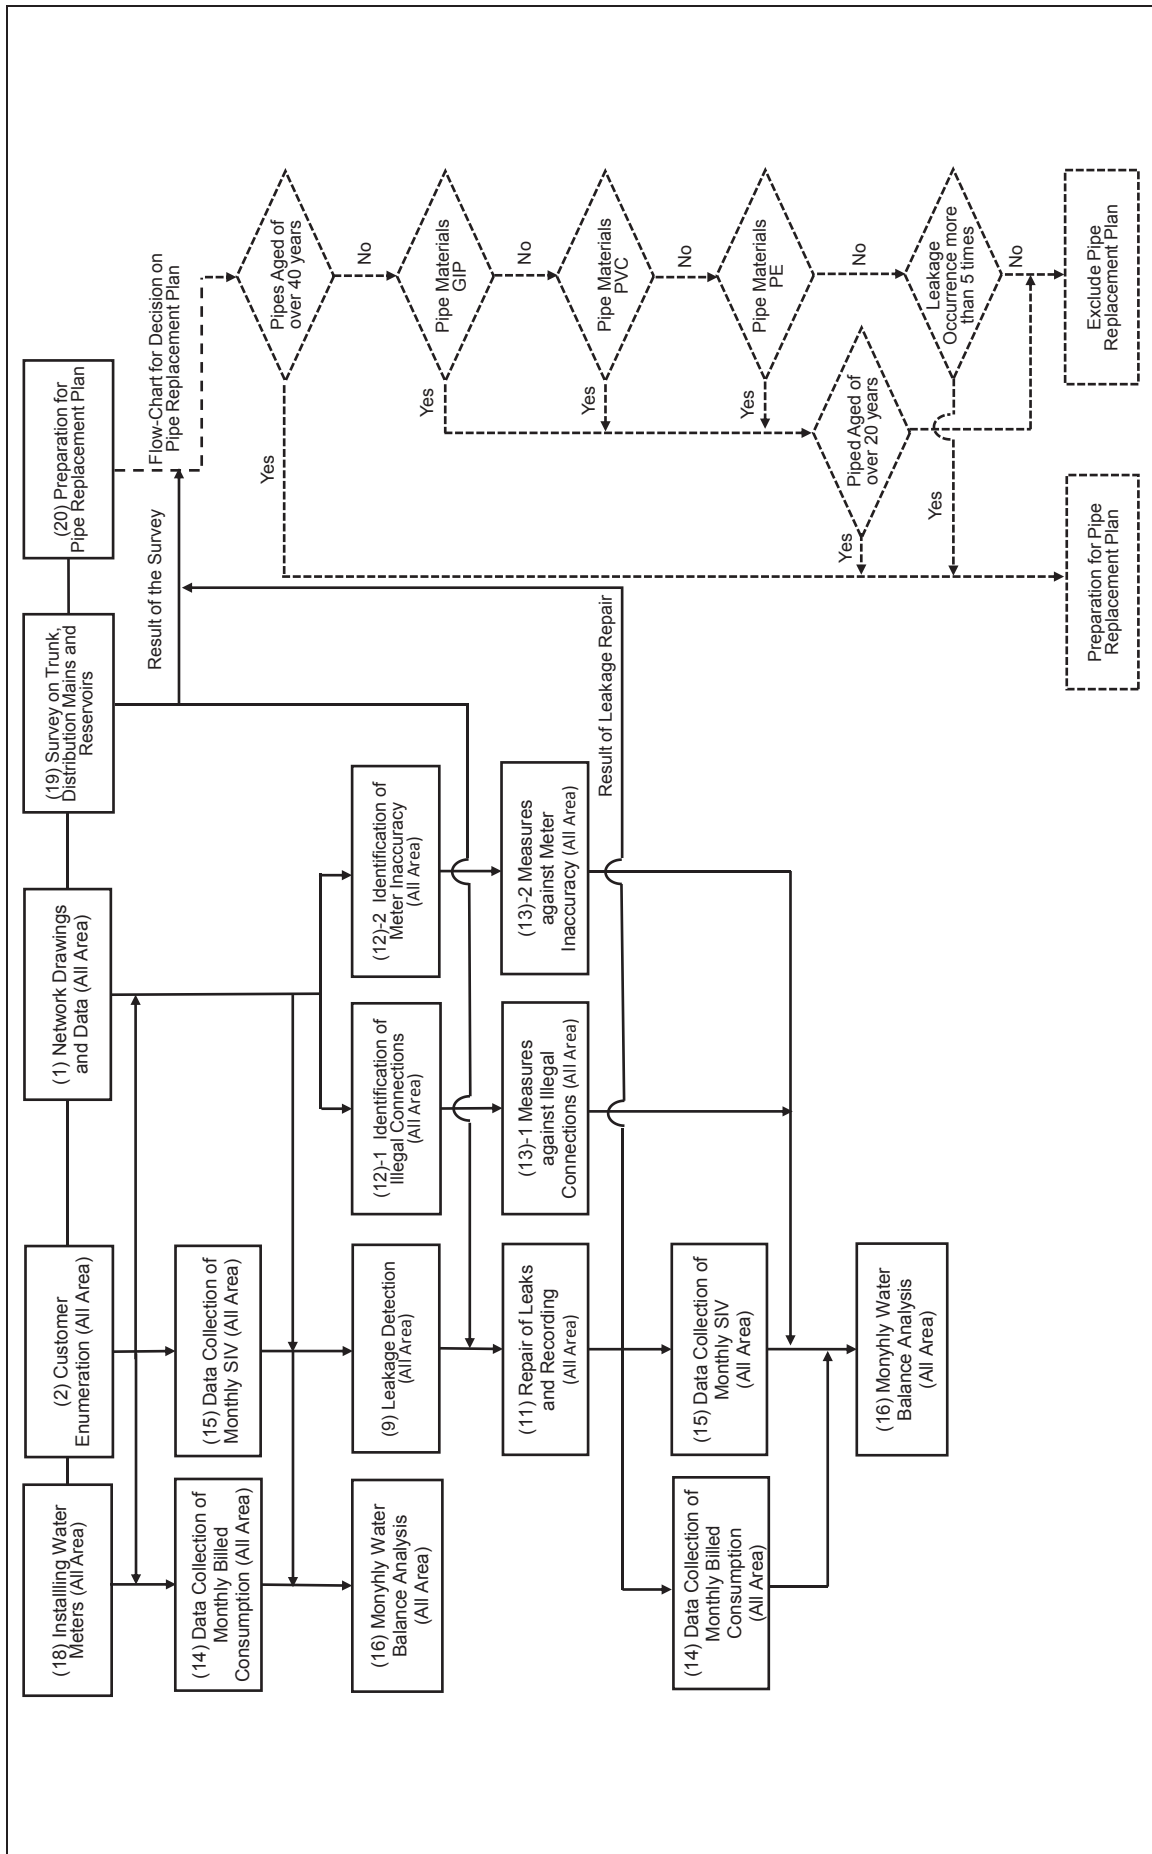 (18) Installling Water
Meters (All Area)
(2) Customer
Enumeration (All Area)
(1) Network Drawings
and Data (All Area)
(19) Survey on Trunk,
Distribution Mains and
Reservoirs
(20) Preparation for
Pipe Replacement Plan
(14) Data Collection of
Monthly Billed
Consumption (All Area)
(15) Data Collection of
Monthly SIV (All Area)
Result of the Survey
Flow-Chart for Decision on
Pipe Replacement Plan
(16) Monyhly Water
Balance Analysis
(All Area)
(9) Leakage Detection
(All Area)
(12)-1 Identification of
Illegal Connections
(All Area)
(12)-2 Identification of
Meter Inaccuracy
(All Area)
(11) Repair of Leaks
and Recording
(All Area)
(13)-1 Measures
against Illegal
Connections (All Area)
(13)-2 Measures
against Meter
Inaccuracy (All Area)
Result of Leakage Repair
(14) Data Collection of
Monthly Billed
Consumption
(All Area)
(15) Data Collection of
Monthly SIV
(All Area)
(16) Monyhly Water
Balance Analysis
(All Area)
Pipes Aged of
over 40 years
Yes
No
Pipe Materials
GIP
Yes
No
Pipe Materials
PVC
Yes
No
Pipe Materials
PE
Yes
No
Piped Aged of
over 20 years
Yes
Leakage
Occurrence more
than 5 times
Yes
No
Preparation for Pipe
Replacement Plan
Exclude Pipe
Replacement Plan